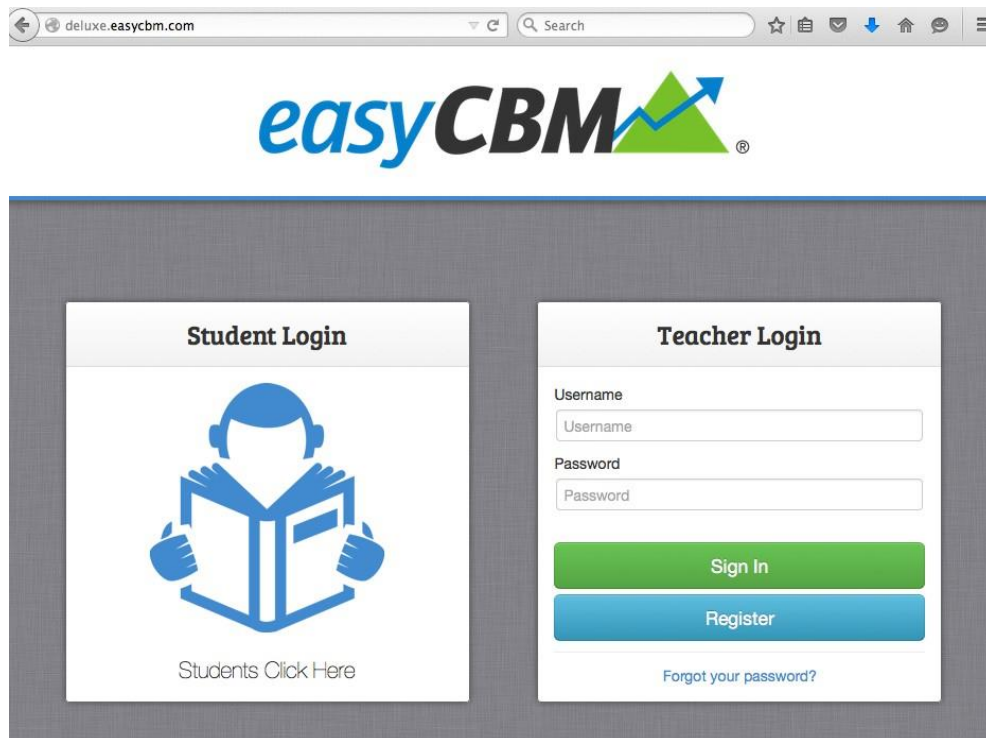 deluxe.easycbm.com
Search
easyCBM ®
Student Login
Students Click Here
Teacher Login
Username
Username
Password
Password
Sign In
Register
Forgot your password?